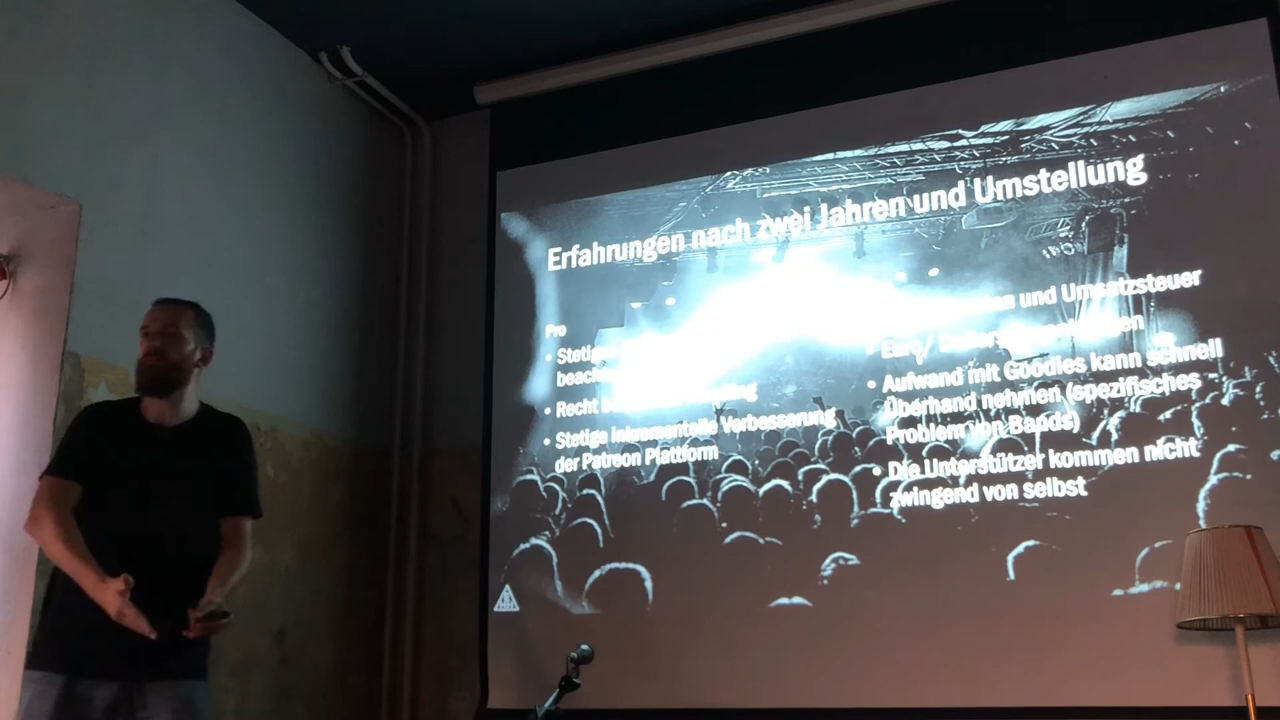 Erfahrungen nach zwei Jahren und Umstellung
Pro
• Stetige
• Recht
• Stetige inkrementelle Verbesserung
der Patreon Plattform
und Umsatzsteuer
• Euro/
• Aufwand mit Goodies kann schnell
Überhand nehmen (spezifisches
Problem von Bands)
• Die Unterstützer kommen nicht
zwingend von selbst